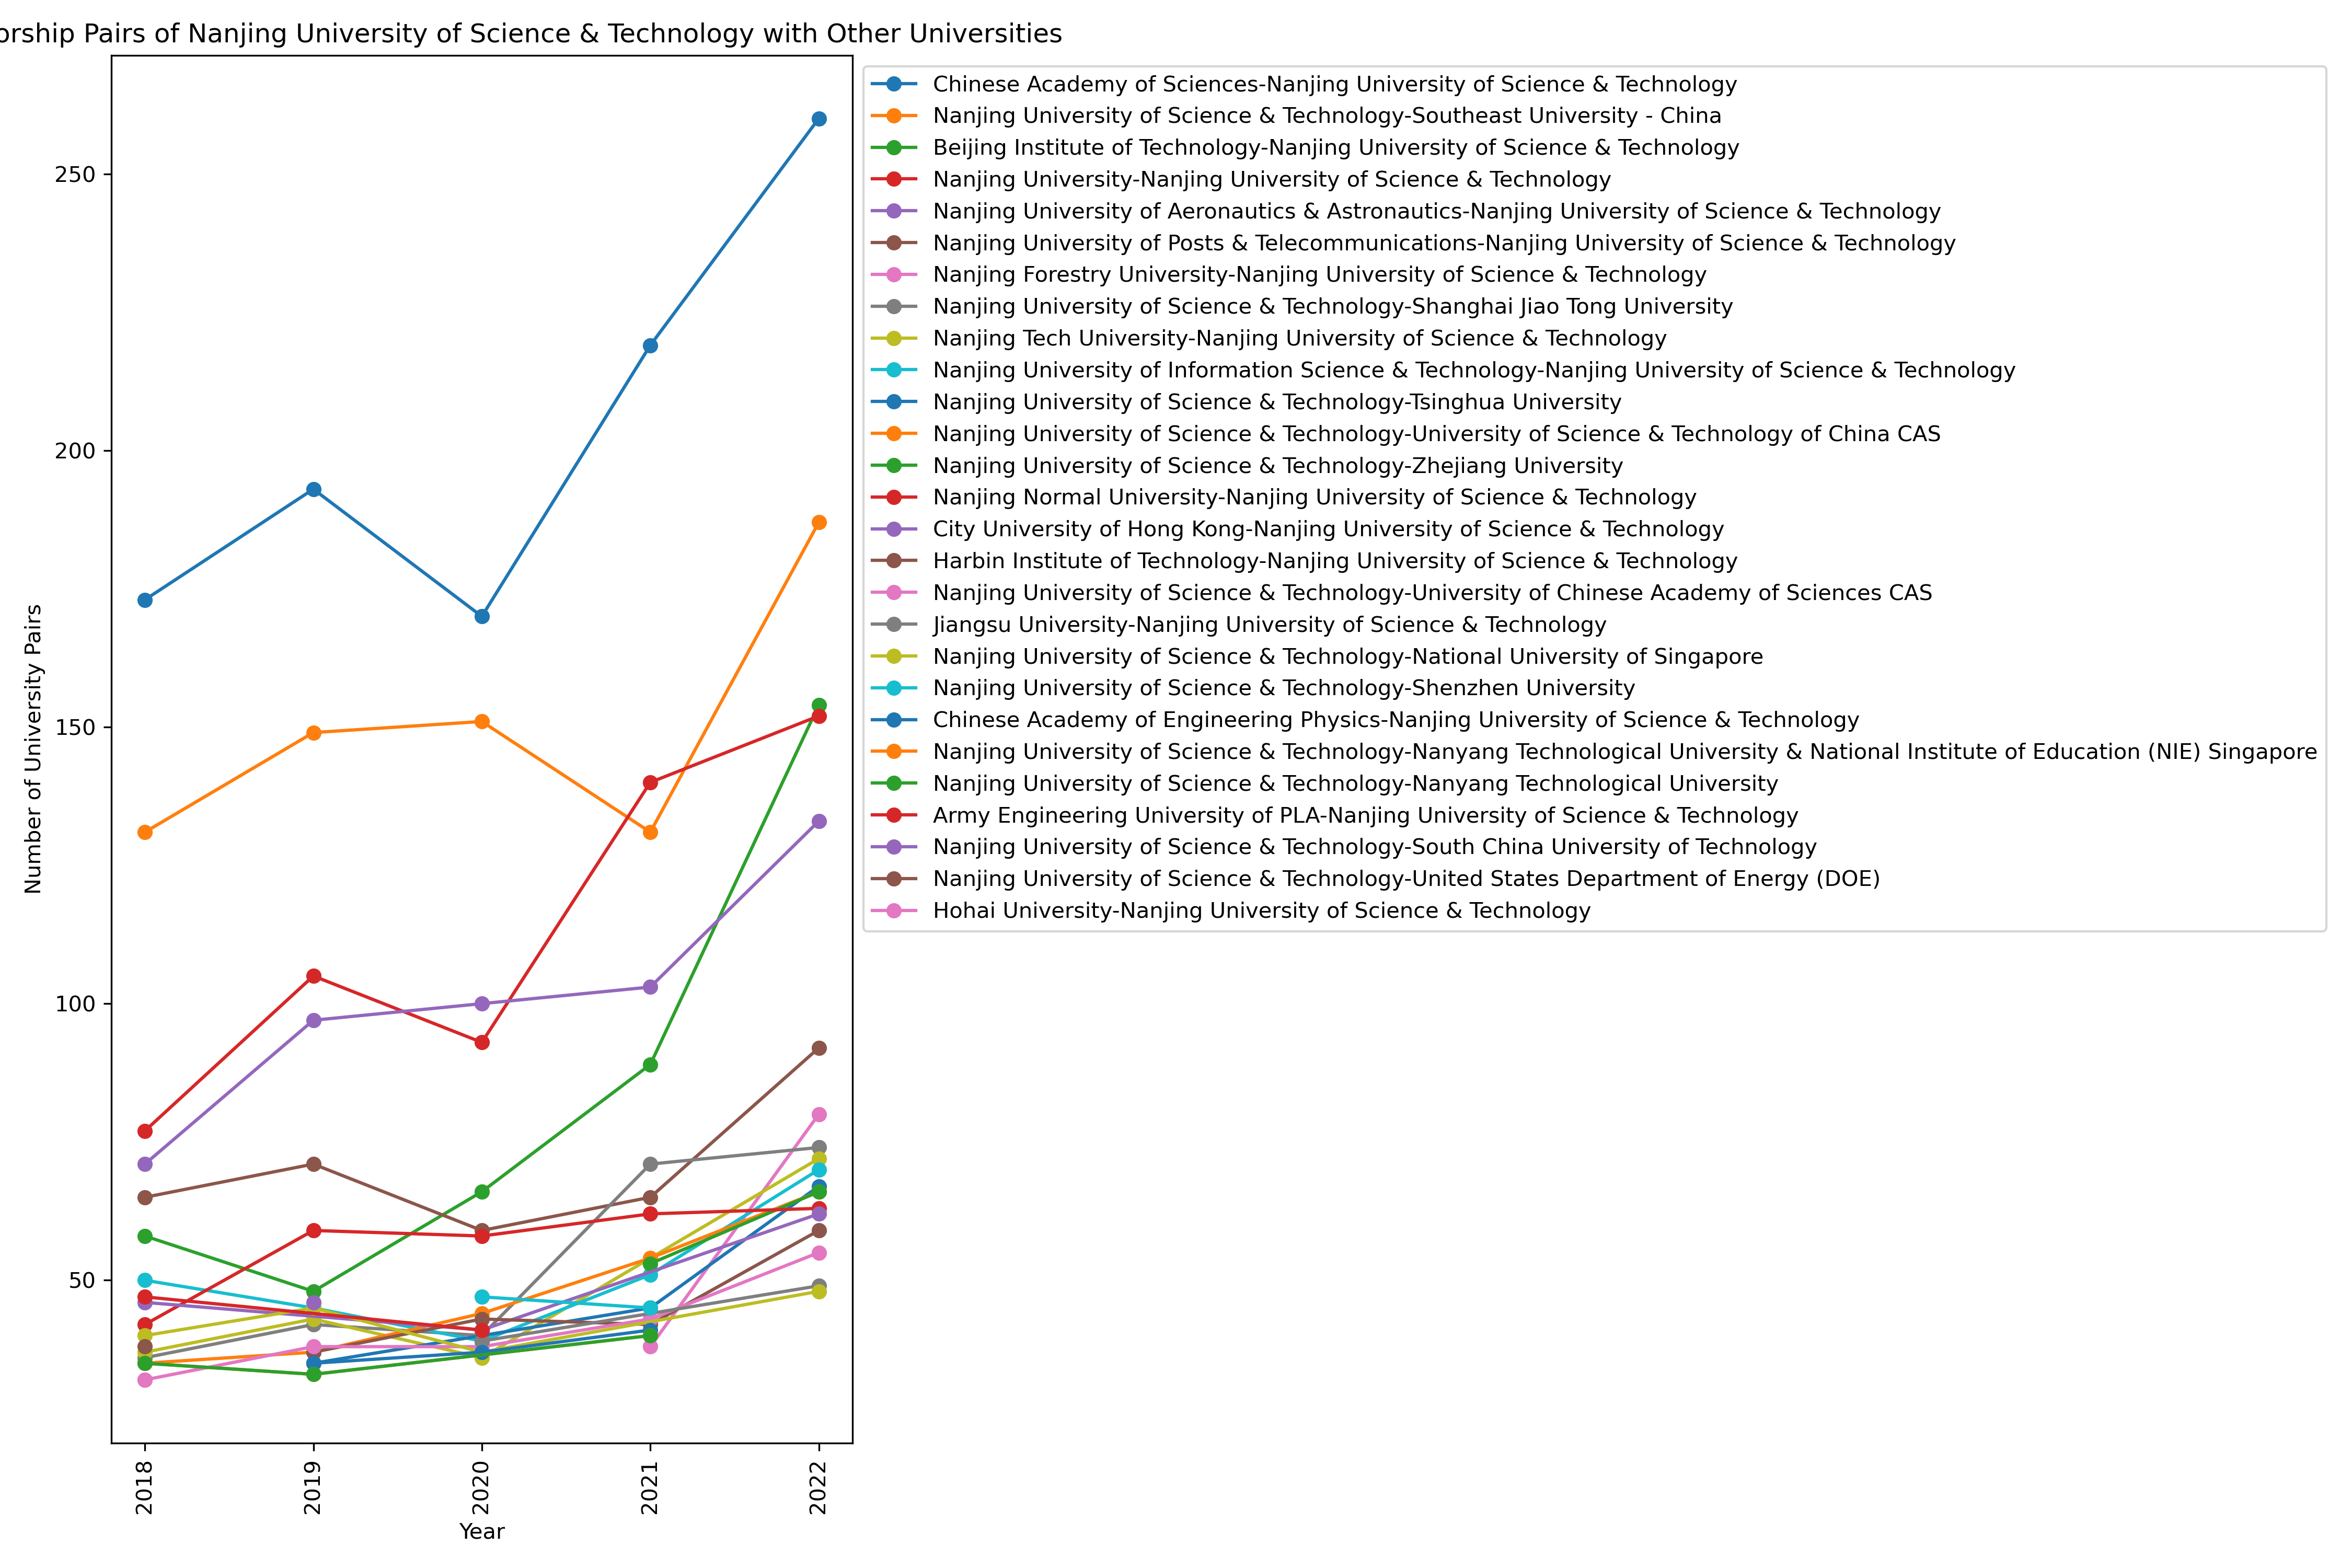 orship Pairs of Nanjing University of Science & Technology with Other Universities
Number of University Pairs
250
200
150
100
50
2018
2019
2020
2021
2022
Year
Chinese Academy of Sciences-Nanjing University of Science & Technology
Nanjing University of Science & Technology-Southeast University - China
Beijing Institute of Technology-Nanjing University of Science & Technology
Nanjing University-Nanjing University of Science & Technology
Nanjing University of Aeronautics & Astronautics-Nanjing University of Science & Technology
Nanjing University of Posts & Telecommunications-Nanjing University of Science & Technology
Nanjing Forestry University-Nanjing University of Science & Technology
Nanjing University of Science & Technology-Shanghai Jiao Tong University
Nanjing Tech University-Nanjing University of Science & Technology
Nanjing University of Information Science & Technology-Nanjing University of Science & Technology
Nanjing University of Science & Technology-Tsinghua University
Nanjing University of Science & Technology-University of Science & Technology of China CAS
Nanjing University of Science & Technology-Zhejiang University
Nanjing Normal University-Nanjing University of Science & Technology
City University of Hong Kong-Nanjing University of Science & Technology
Harbin Institute of Technology-Nanjing University of Science & Technology
Nanjing University of Science & Technology-University of Chinese Academy of Sciences CAS
Jiangsu University-Nanjing University of Science & Technology
Nanjing University of Science & Technology-National University of Singapore
Nanjing University of Science & Technology-Shenzhen University
Chinese Academy of Engineering Physics-Nanjing University of Science & Technology
Nanjing University of Science & Technology-Nanyang Technological University & National Institute of Education (NIE) Singapore
Nanjing University of Science & Technology-Nanyang Technological University
Army Engineering University of PLA-Nanjing University of Science & Technology
Nanjing University of Science & Technology-South China University of Technology
Nanjing University of Science & Technology-United States Department of Energy (DOE)
Hohai University-Nanjing University of Science & Technology